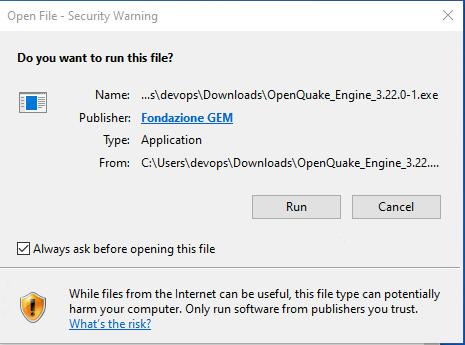 Open File - Security Warning
Do you want to run this file?
Name: ...s\devops\Downloads\OpenQuake_Engine_3.22.0-1.exe
Publisher: Fondazione GEM
Type: Application
From: C:\Users\devops\Downloads\OpenQuake_Engine_3.22....
Run Cancel
Always ask before opening this file
While files from the Internet can be useful, this file type can potentially
harm your computer. Only run software from publishers you trust.
What's the risk?